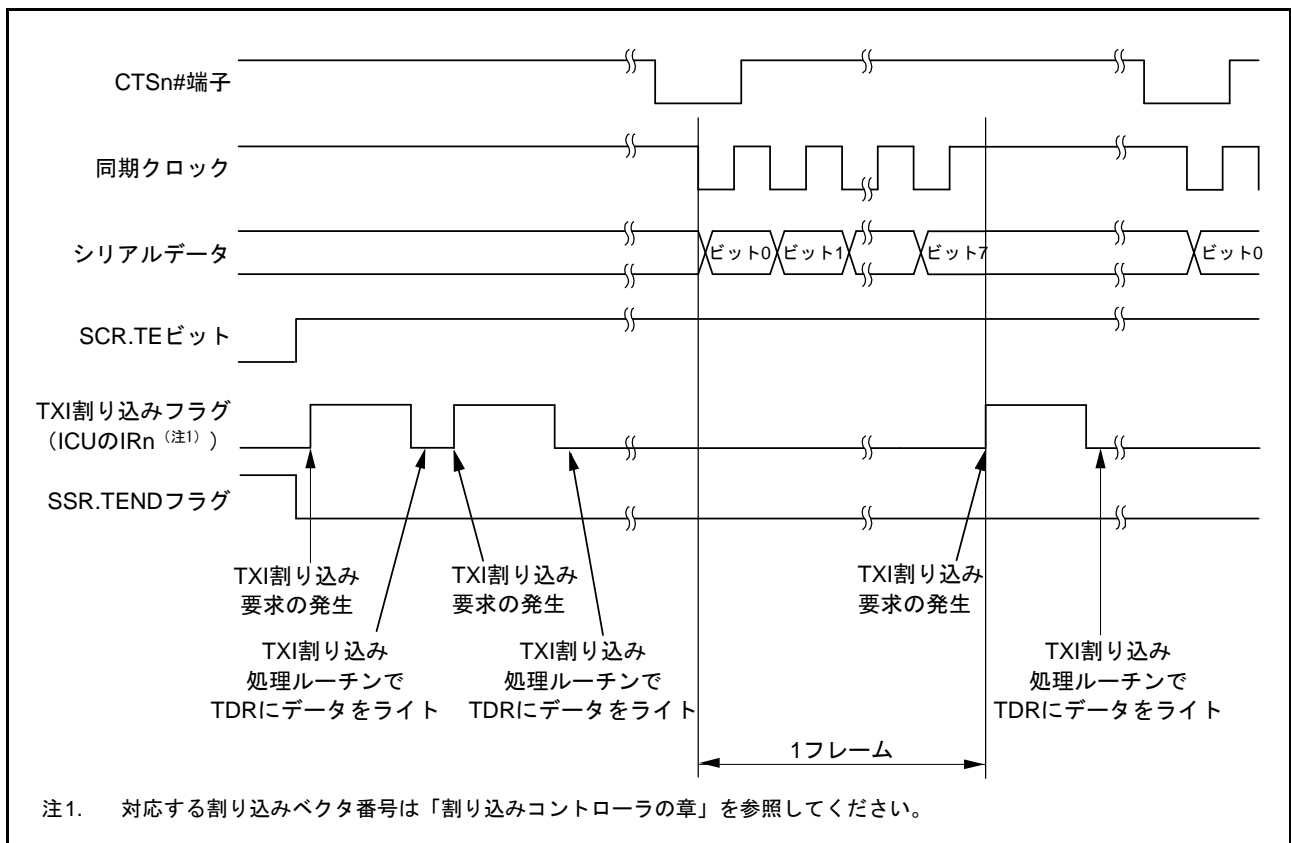 CTSn#端子
同期クロック
シリアルデータ
ビット0
ビット1
ビット7
ビット0
SCR.TEビット
TXI割り込みフラグ
（ICUのIRn（注1））
SSR.TENDフラグ
TXI割り込み
要求の発生
TXI割り込み
要求の発生
TXI割り込み
要求の発生
TXI割り込み
処理ルーチンで
TDRにデータをライト
TXI割り込み
処理ルーチンで
TDRにデータをライト
TXI割り込み
処理ルーチンで
TDRにデータをライト
1フレーム
注1. 対応する割り込みベクタ番号は「割り込みコントローラの章」を参照してください。